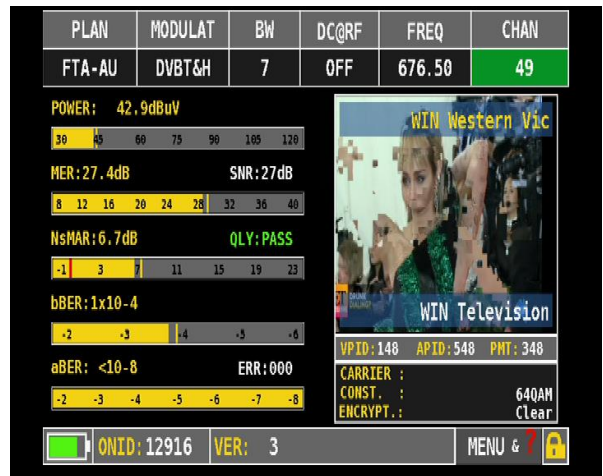 PLAN MODULAT BW DC@RF FREQ CHAN
FTA-AU DVBT&H 7 OFF 676.50 49
POWER: 42.9dBuV
30 45 60 75 90 105 120
MER:27.4dB SNR:27dB
8 12 16 20 24 28 32 36 40
NsMAR:6.7dB QLY:PASS
-1 3 7 11 15 19 23
bBER:1x10-4
-2 -3 -4 -5 -6
aBER: <10-8 ERR:000
-2 -3 -4 -5 -6 -7 -8
WIN Western Vic
DRUNK
DIALING?
WIN Television
VPID:148 APID:548 PMT:348
CARRIER :
CONST. : 64QAM
ENCRYPT.: Clear
ONID:12916 VER: 3 MENU & ?